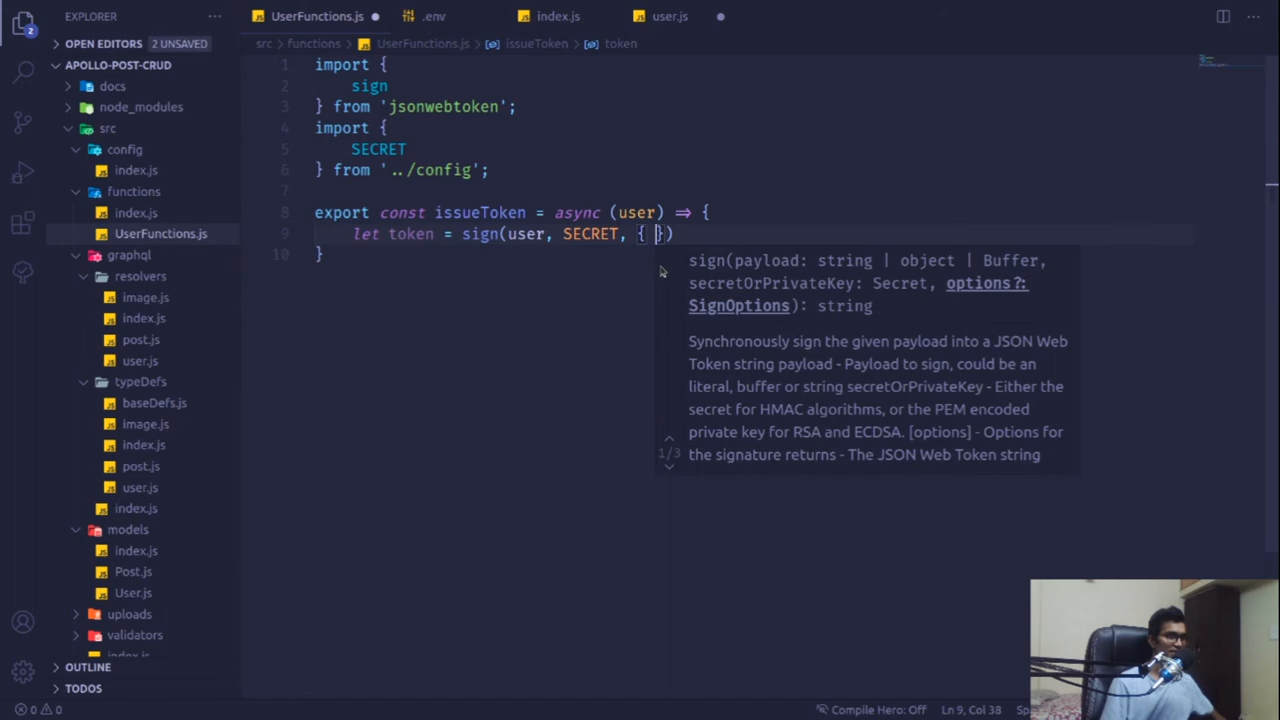 2
EXPLORER
OPEN EDITORS 2 UNSAVED
APOLLO-POST-CRUD
docs
node_modules
src
config
index.js
functions
index.js
UserFunctions.js
graphql
resolvers
image.js
index.js
post.js
user.js
typeDefs
baseDefs.js
image.js
index.js
post.js
user.js
index.js
models
index.js
Post.js
User.js
uploads
validators
index.js
OUTLINE
TODOS
UserFunctions.js .env index.js user.js
src > functions > UserFunctions.js > issueToken > token
1 import {
2 sign
3 } from 'jsonwebtoken';
4 import {
5 SECRET
6 } from '../config';
7
8 export const issueToken = async (user) => {
9 let token = sign(user, SECRET, { })
10 }
sign(payload: string | object | Buffer,
secretOrPrivateKey: Secret, options?:
SignOptions): string
Synchronously sign the given payload into a JSON Web
Token string payload - Payload to sign, could be an
literal, buffer or string secretOrPrivateKey - Either the
secret for HMAC algorithms, or the PEM encoded
private key for RSA and ECDSA. [options] - Options for
the signature returns - The JSON Web Token string
1/3
0 0
Compile Hero: Off Ln 9, Col 38